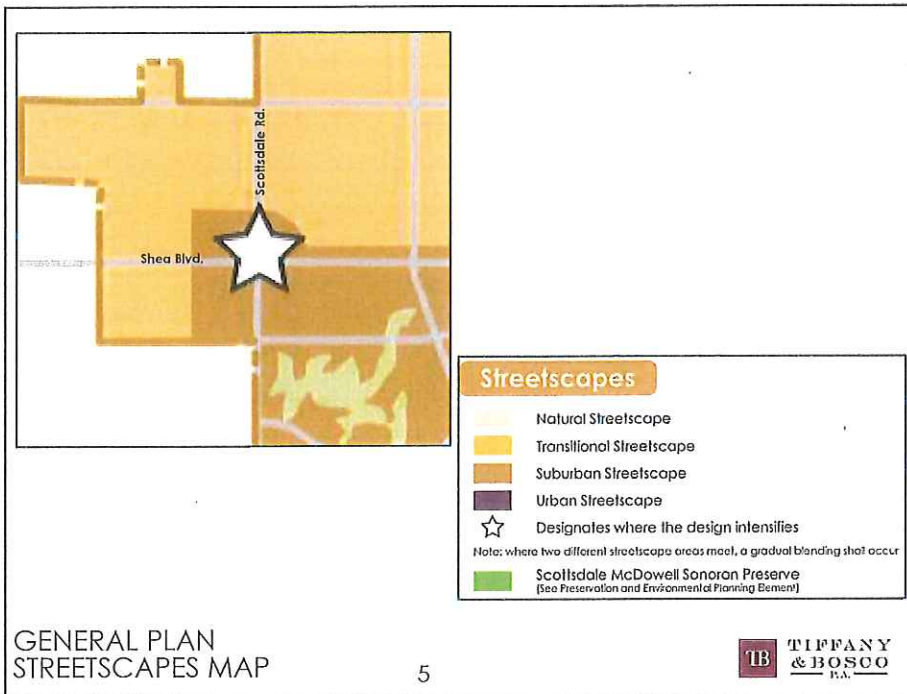 Scottsdale Rd.
Shea Blvd.
Streetscapes
Natural Streetscape
Transitional Streetscape
Suburban Streetscape
Urban Streetscape
Designates where the design intensifies
Note: where two different streetscape areas meet, a gradual blending shall occur
Scottsdale McDowell Sonoran Preserve
(See Preservation and Environmental Planning Element)
GENERAL PLAN
STREETSCAPES MAP
5
TB
TIFFANY
& BOSCO
P.A.